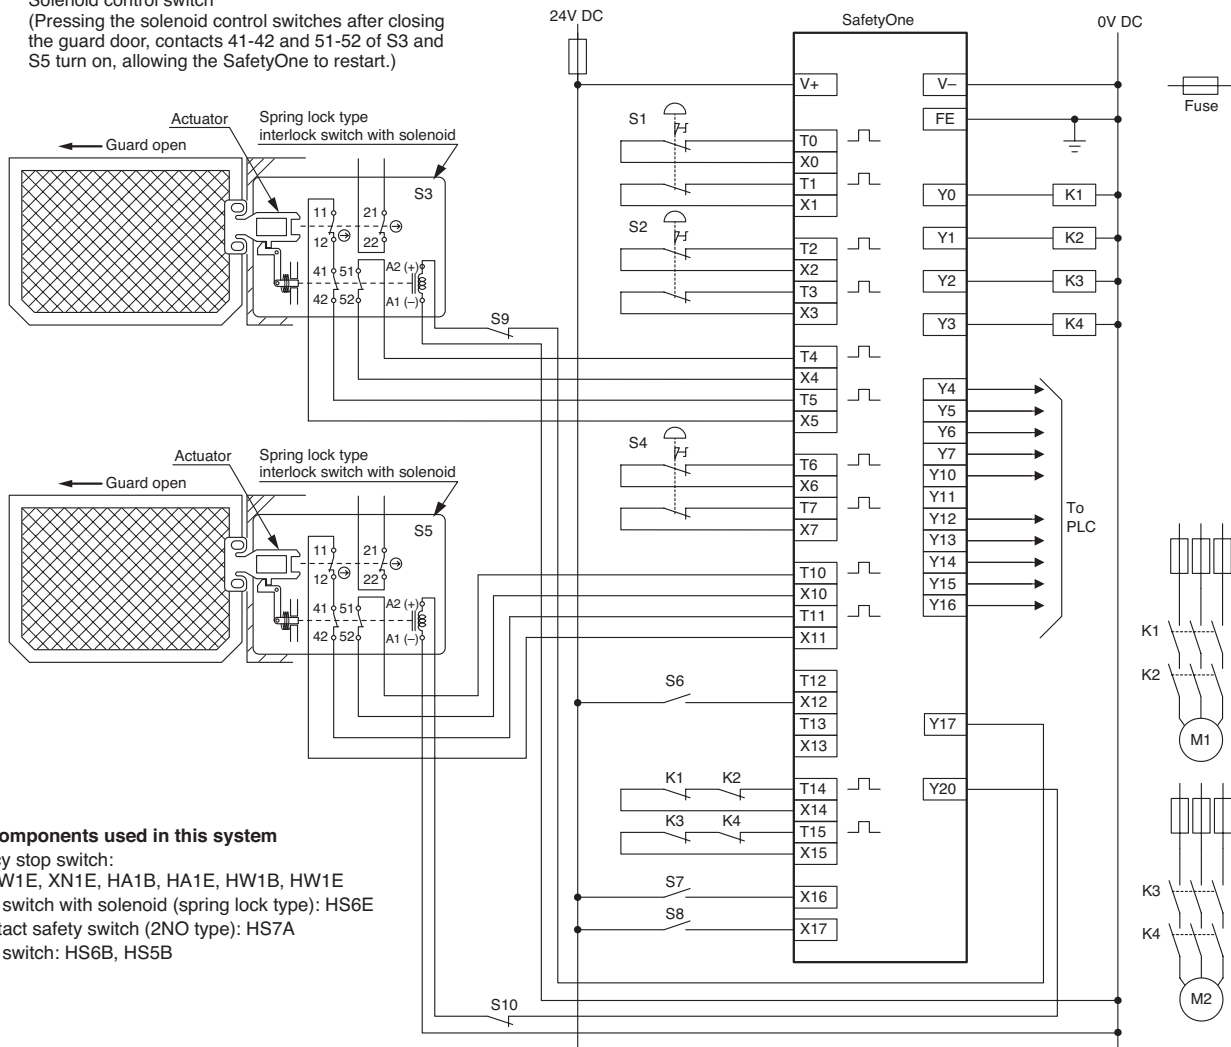 Solenoid control switch
(Pressing the solenoid control switches after closing
the guard door, contacts 41-42 and 51-52 of S3 and
S5 turn on, allowing the SafetyOne to restart.)
24V DC
SafetyOne
0V DC
Fuse
V+
V–
FE
S1
T0
X0
T1
X1
S2
T2
X2
T3
X3
Y0
K1
Y1
K2
Y2
K3
Y3
K4
Actuator
Spring lock type
interlock switch with solenoid
Guard open
S3
11
21
12
22
41
51
A2 (+)
42
52
A1 (–)
S9
T4
X4
T5
X5
Y4
Y5
Y6
Y7
Y10
Y11
Y12
Y13
Y14
Y15
Y16
To
PLC
S4
T6
X6
T7
X7
Actuator
Spring lock type
interlock switch with solenoid
Guard open
S5
11
21
12
22
41
51
A2 (+)
42
52
A1 (–)
T10
X10
T11
X11
S6
T12
X12
T13
X13
Y17
K1
K2
T14
X14
Y20
K3
K4
T15
X15
S7
X16
S8
X17
S10
K1
K2
M1
K3
K4
M2
omponents used in this system
y stop switch:
W1E, XN1E, HA1B, HA1E, HW1B, HW1E
switch with solenoid (spring lock type): HS6E
tact safety switch (2NO type): HS7A
switch: HS6B, HS5B